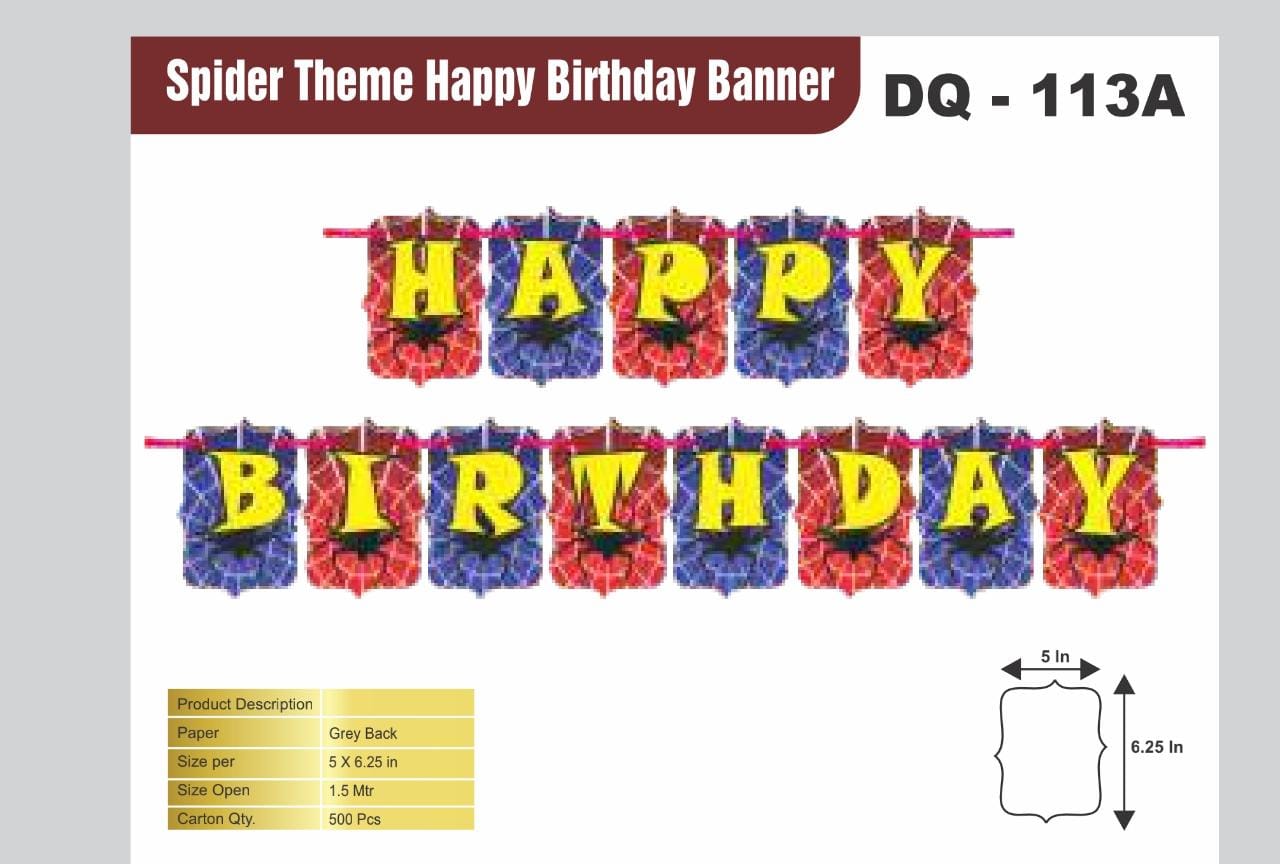 Spider Theme Happy Birthday Banner
DQ - 113A
HAPPY
BIRTHDAY
Product Description
Paper Grey Back
Size per 5 X 6.25 in
Size Open 1.5 Mtr
Carton Qty. 500 Pcs
5 In
6.25 In